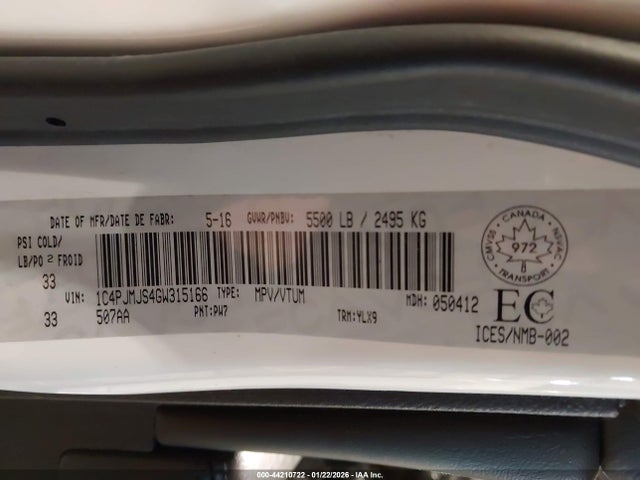 DATE OF MFR/DATE DE FABR: 5-16 GVWR/PNBV: 5500 LB / 2495 KG
PSI COLD/
LB/PO 2 FROID
33
VIN: 1C4PJMJS4GW315166 TYPE: MPV/VTUM MDH: 050412
33 507AA PNT:PW7 TRM:YLX9
CANADA
CMVSS NSVAC
972
TRANSPORT
EC
ICES/NMB-002
000-44210722 - 01/22/2026 - IAA Inc.